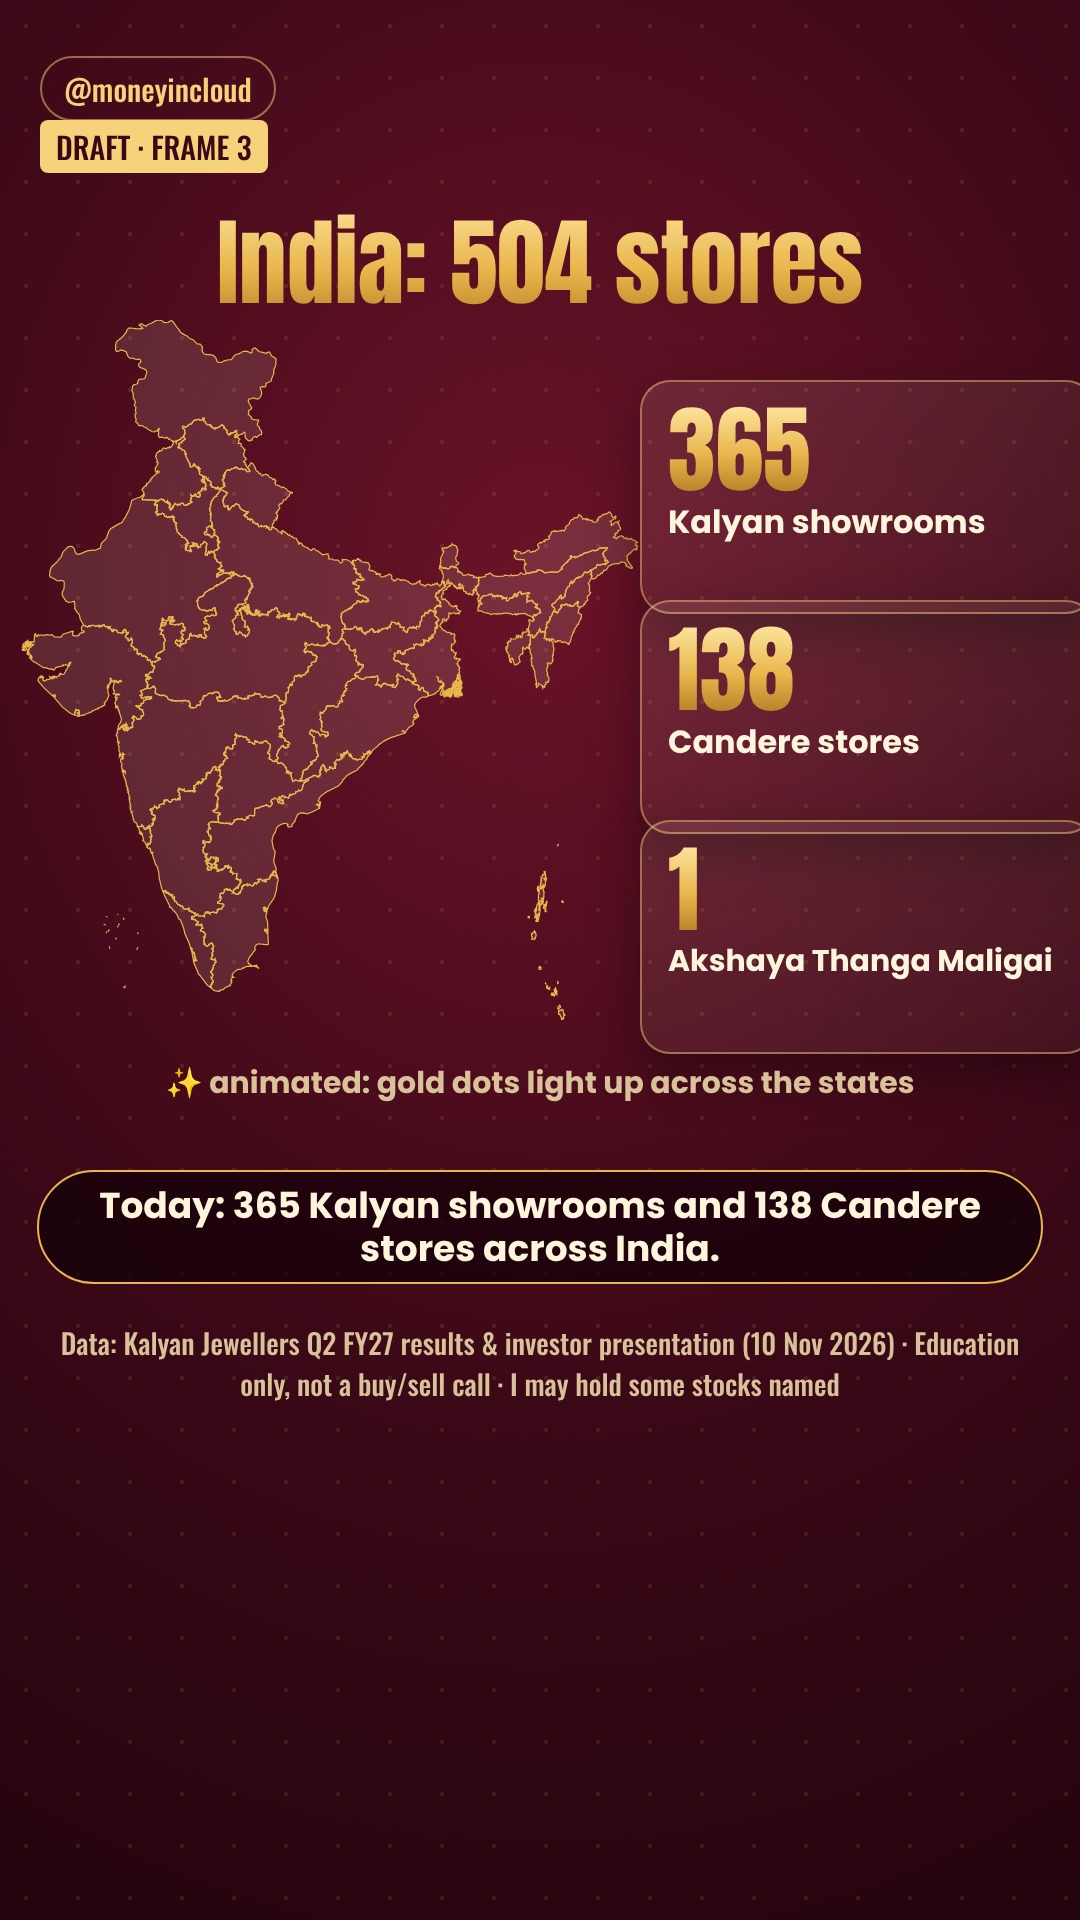 @moneyincloud
DRAFT · FRAME 3
India: 504 stores
365
Kalyan showrooms
138
Candere stores
1
Akshaya Thanga Maligai
✨ animated: gold dots light up across the states
Today: 365 Kalyan showrooms and 138 Candere
stores across India.
Data: Kalyan Jewellers Q2 FY27 results & investor presentation (10 Nov 2026) · Education
only, not a buy/sell call · I may hold some stocks named